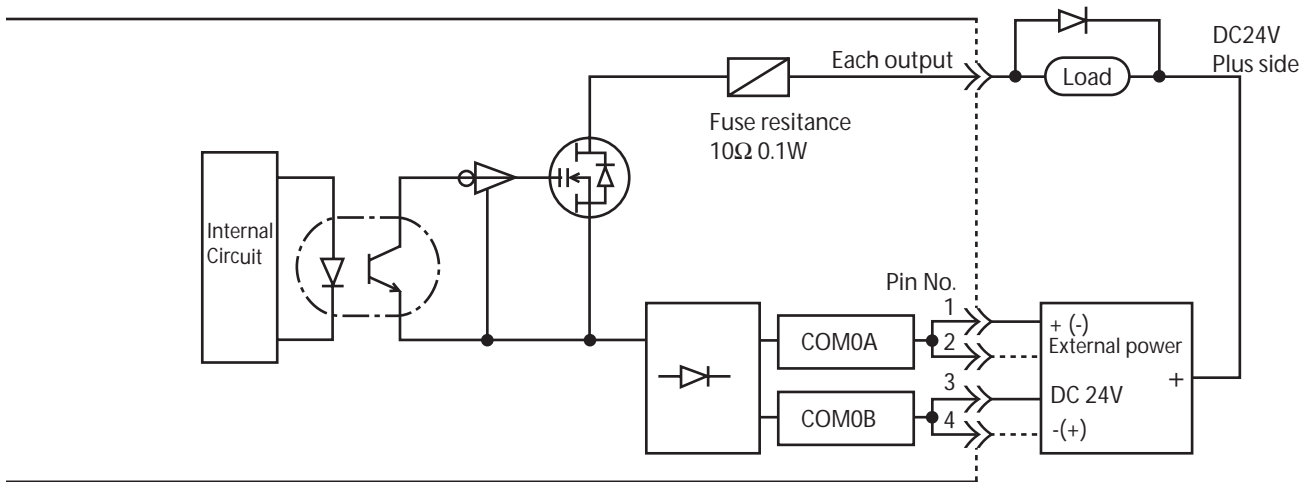 Each output
DC24V
Plus side
Load
Fuse resitance
10Ω 0.1W
Internal
Circuit
Pin No.
1
2
3
4
COM0A
COM0B
+ (-)
External power
+
DC 24V
-(+)